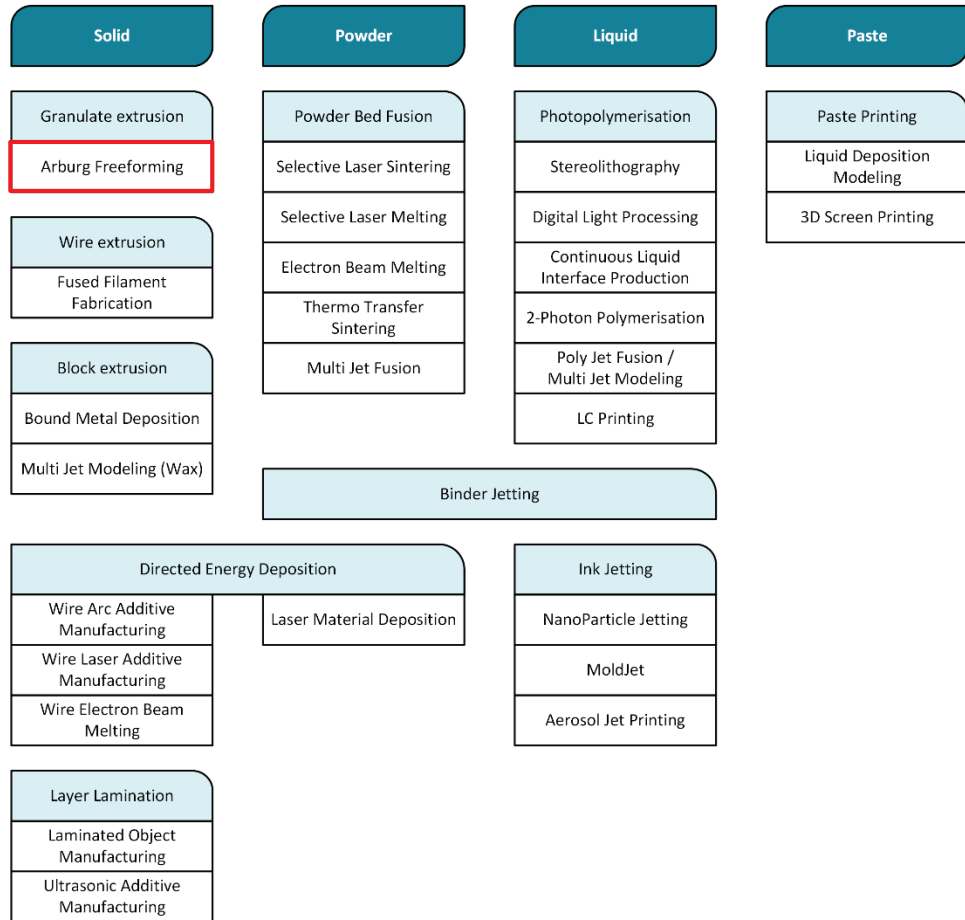 Solid
Powder
Liquid
Paste
Granulate extrusion
Arburg Freeforming
Wire extrusion
Fused Filament
Fabrication
Block extrusion
Bound Metal Deposition
Multi Jet Modeling (Wax)
Powder Bed Fusion
Selective Laser Sintering
Selective Laser Melting
Electron Beam Melting
Thermo Transfer
Sintering
Multi Jet Fusion
Photopolymerisation
Stereolithography
Digital Light Processing
Continuous Liquid
Interface Production
2-Photon Polymerisation
Poly Jet Fusion /
Multi Jet Modeling
LC Printing
Paste Printing
Liquid Deposition
Modeling
3D Screen Printing
Binder Jetting
Directed Energy Deposition
Wire Arc Additive
Manufacturing
Wire Laser Additive
Manufacturing
Wire Electron Beam
Melting
Laser Material Deposition
Ink Jetting
NanoParticle Jetting
MoldJet
Aerosol Jet Printing
Layer Lamination
Laminated Object
Manufacturing
Ultrasonic Additive
Manufacturing